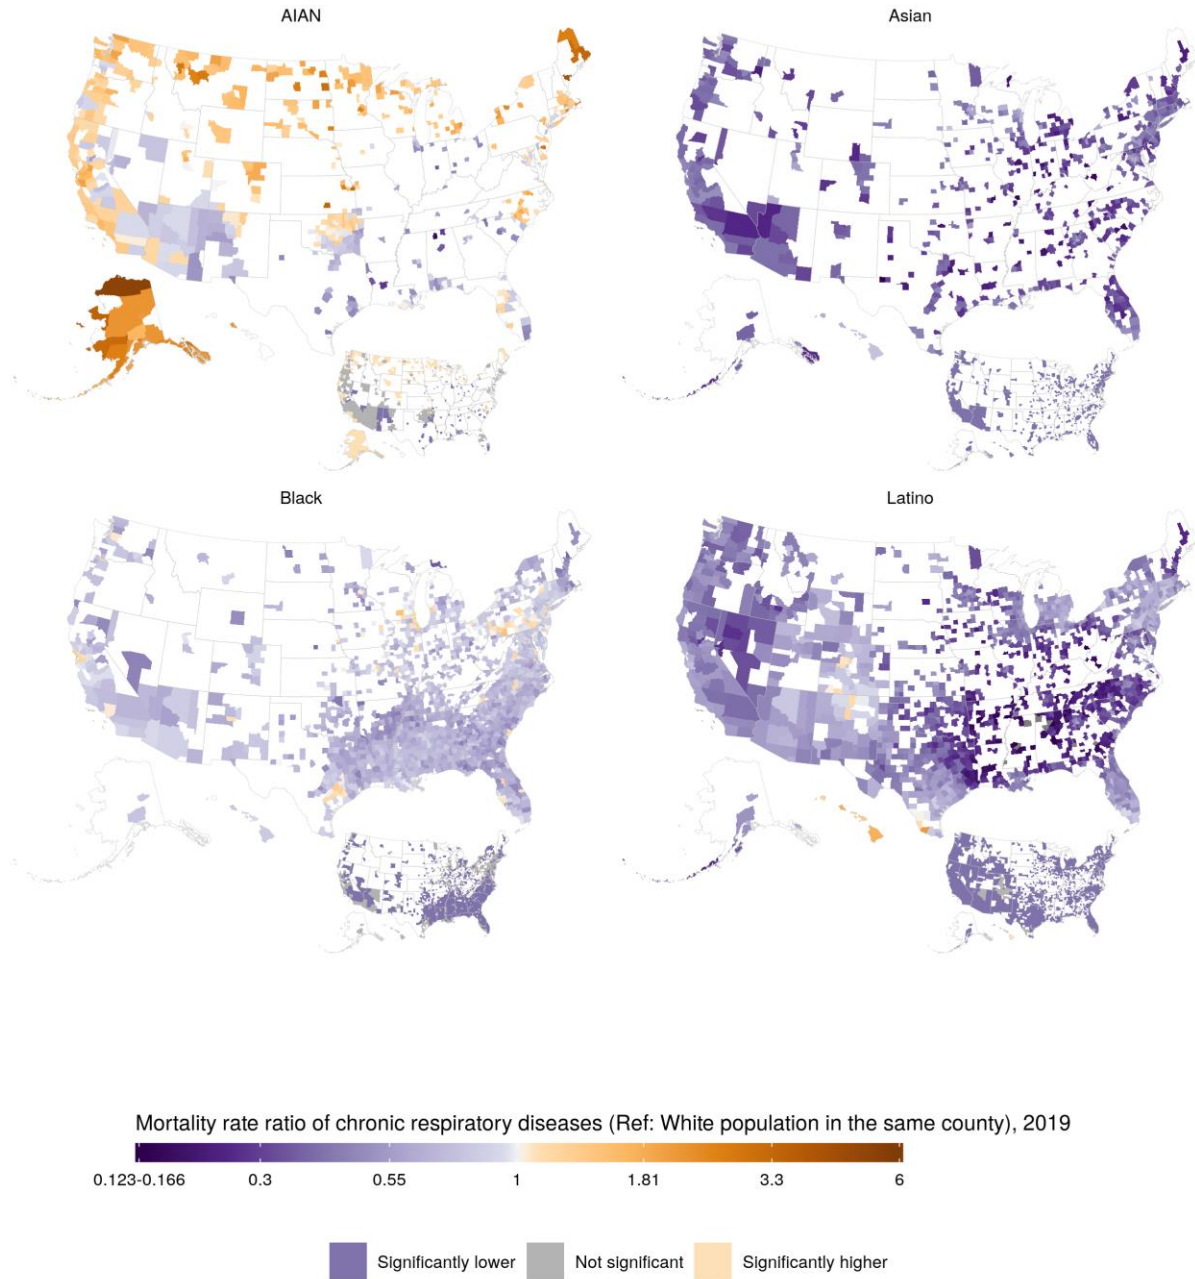 AIAN
Asian
Black
Latino
Mortality rate ratio of chronic respiratory diseases (Ref: White population in the same county), 2019
0.123-0.166 0.3 0.55 1 1.81 3.3 6
Significantly lower Not significant Significantly higher